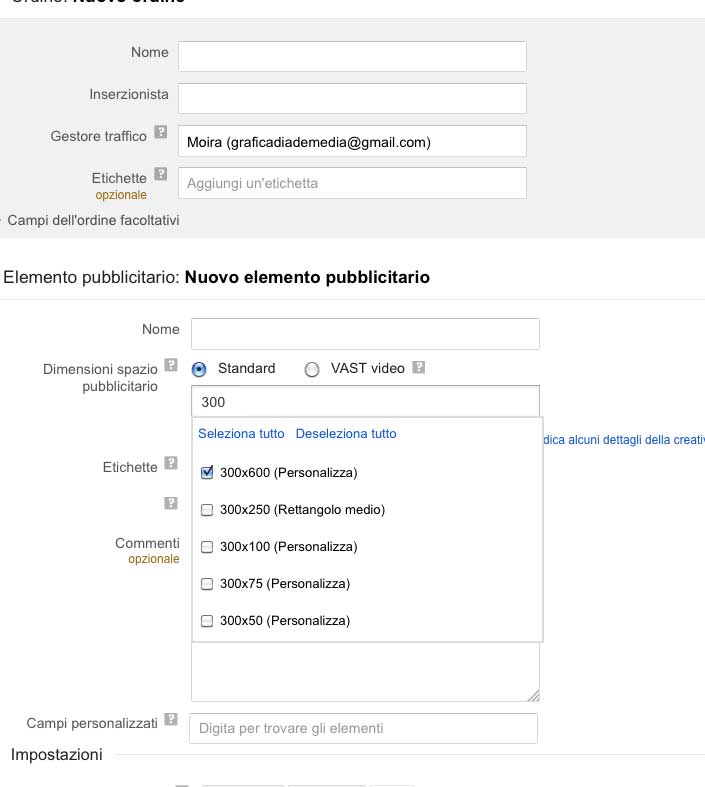 Ordine: Nuovo ordine
Nome
Inserzionista
Gestore traffico ?
Moira (graficadiademedia@gmail.com)
Etichette ?
opzionale
Aggiungi un'etichetta
Campi dell'ordine facoltativi
Elemento pubblicitario: Nuovo elemento pubblicitario
Nome
Dimensioni spazio ?
pubblicitario
Standard VAST video ?
300
Seleziona tutto Deseleziona tutto
dica alcuni dettagli della creati
Etichette ?
300x600 (Personalizza)
?
300x250 (Rettangolo medio)
Commenti
opzionale
300x100 (Personalizza)
300x75 (Personalizza)
300x50 (Personalizza)
Campi personalizzati ?
Digita per trovare gli elementi
Impostazioni